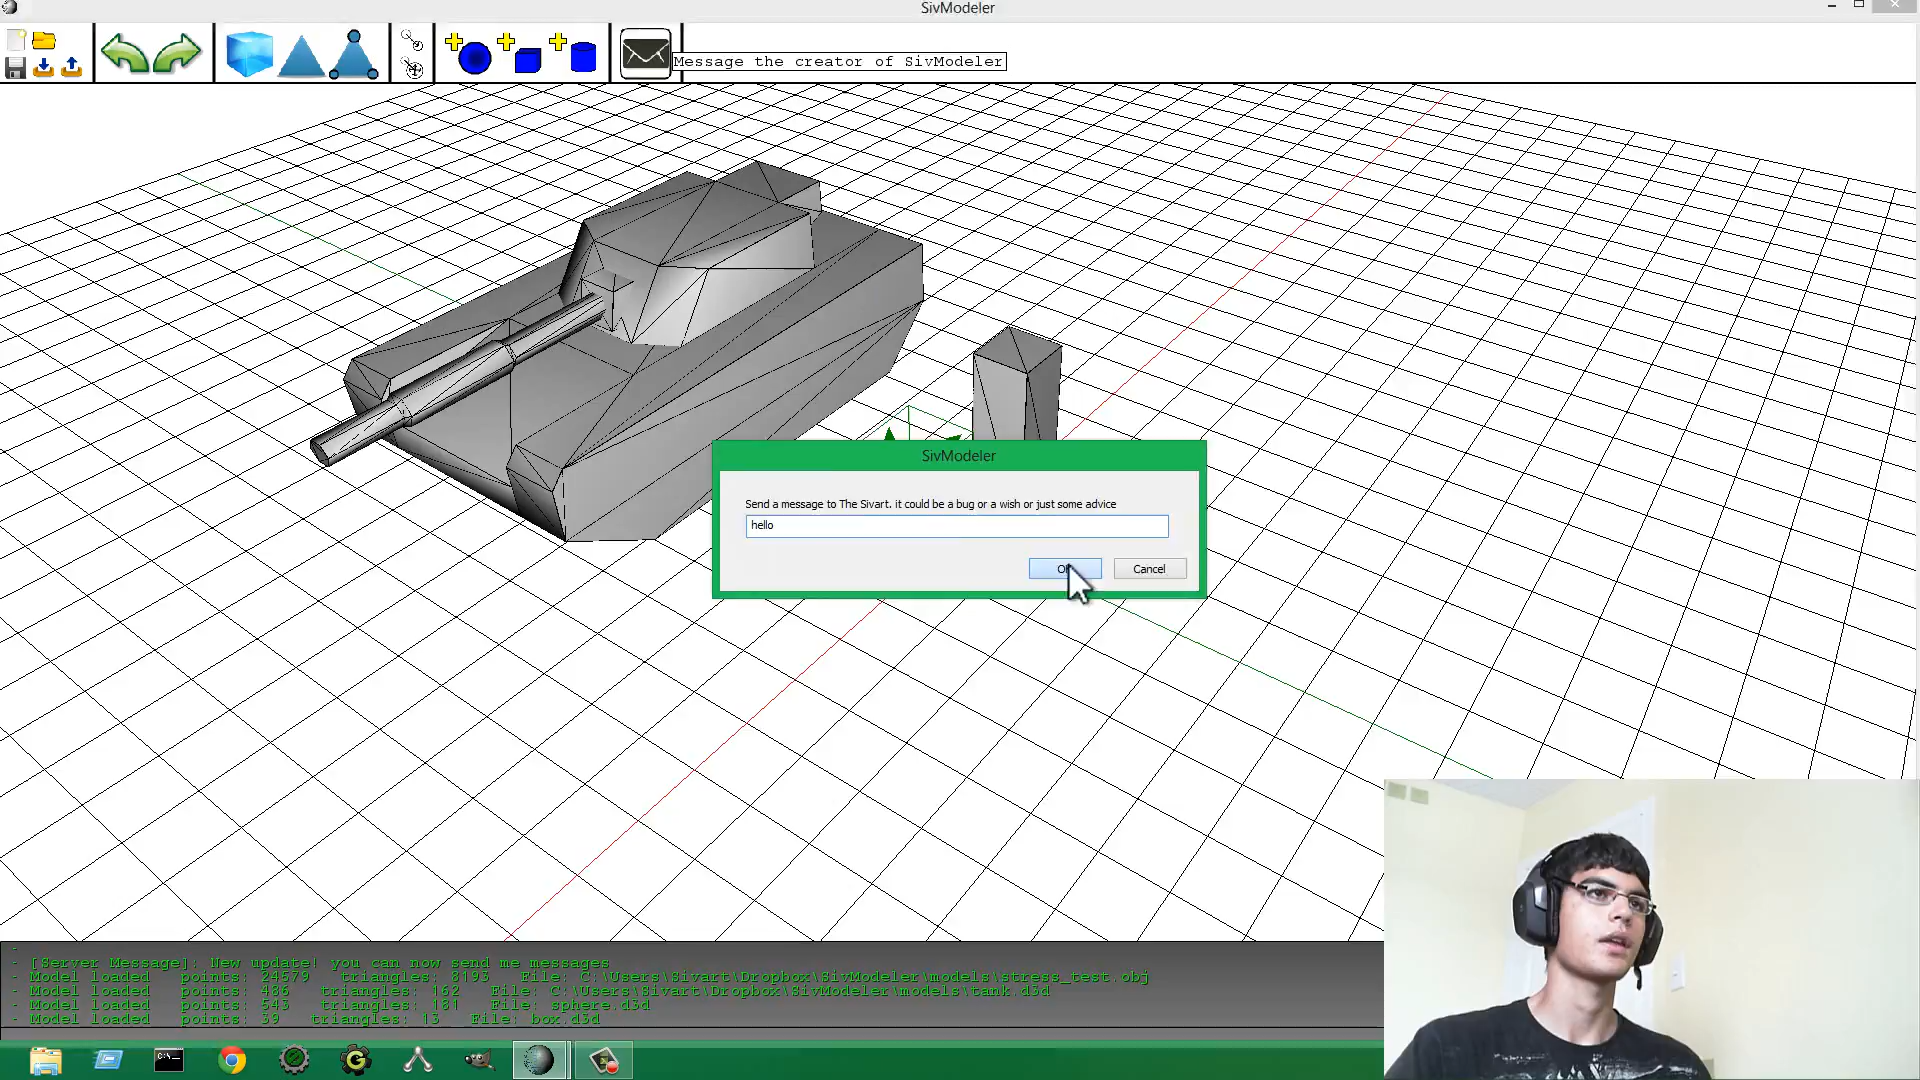 SivModeler
Message the creator of SivModeler
SivModeler
Send a message to The Sivart. it could be a bug or a wish or just some advice
hello
Cancel
- [Server Message]: New update! you can now send me messages
- Model loaded points: 24579 triangles: 8193 File: C:\Users\Sivart\Dropbox\SivModeler\models\stress_test.obj
- Model loaded points: 486 triangles: 162 File: C:\Users\Sivart\Dropbox\SivModeler\models\tank.d3d
- Model loaded points: 543 triangles: 181 File: sphere.d3d
- Model loaded points: 39 triangles: 13 File: box.d3d